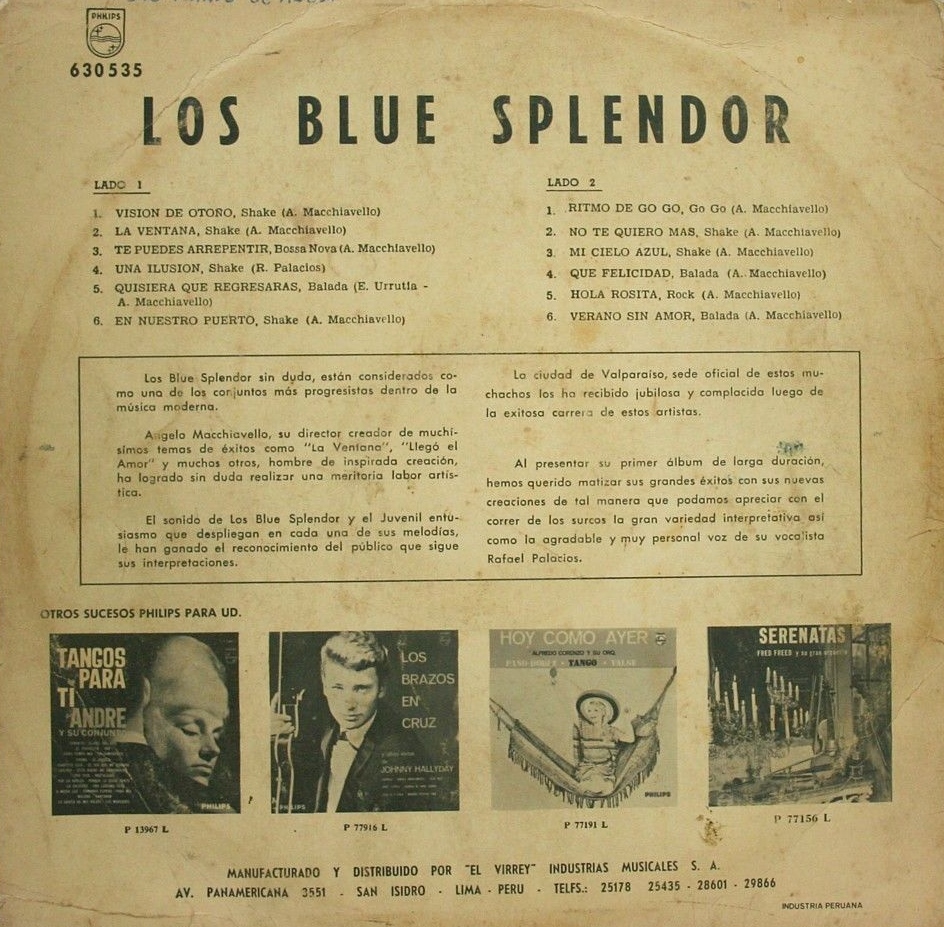 PHILIPS
630535
LOS BLUE SPLENDOR
LADO 1
1. VISION DE OTOÑO, Shake (A. Macchiavello)
2. LA VENTANA, Shake (A. Macchiavello)
3. TE PUEDES ARREPENTIR, Bossa Nova (A. Macchiavello)
4. UNA ILUSION, Shake (R. Palacios)
5. QUISIERA QUE REGRESARAS, Balada (E. Urrutia -
A. Macchiavello)
6. EN NUESTRO PUERTO, Shake (A. Macchiavello)
LADO 2
1. RITMO DE GO GO, Go Go (A. Macchiavello)
2. NO TE QUIERO MAS, Shake (A. Macchiavello)
3. MI CIELO AZUL, Shake (A. Macchiavello)
4. QUE FELICIDAD, Balada (A. Macchiavello)
5. HOLA ROSITA, Rock (A. Macchiavello)
6. VERANO SIN AMOR, Balada (A. Macchiavello)
Los Blue Splendor sin duda, están considerados co-
mo una de los conjuntos más progresistas dentro de la
música moderna.
Angelo Macchiavello, su director creador de muchí-
simos temas de éxitos como "La Ventana", "Llegó el
Amor" y muchos otros, hombre de inspirada creación,
ha logrado sin duda realizar una meritoria labor artís-
tica.
El sonido de Los Blue Splendor y el Juvenil entu-
siasmo que despliegan en cada una de sus melodías,
le han ganado el reconocimiento del público que sigue
sus interpretaciones.
La ciudad de Valparaíso, sede oficial de estos mu-
chachos los ha recibido jubilosa y complacida luego de
la exitosa carrera de estos artistas.
Al presentar su primer álbum de larga duración,
hemos querido matizar sus grandes éxitos con sus nuevas
creaciones de tal manera que podamos apreciar con el
correr de los surcos la gran variedad interpretativa así
como la agradable y muy personal voz de su vocalista
Rafael Palacios.
OTROS SUCESOS PHILIPS PARA UD.
TANGOS
PARA
TI
ANDRE
Y SU CONJUNTO
PHILIPS
P 13967 L
LOS
BRAZOS
EN
CRUZ
JOHNNY HALLYDAY
PHILIPS
P 77916 L
HOY COMO AYER
ALFREDO CORENZO Y SU ORQ.
PASO DOBLE • TANGO • VALSE
PHILIPS
P 77191 L
SERENATAS
FRED FREED y su gran orquesta
P 77156 L
MANUFACTURADO Y DISTRIBUIDO POR "EL VIRREY" INDUSTRIAS MUSICALES S. A.
AV. PANAMERICANA 3551 - SAN ISIDRO - LIMA - PERU - TELFS.: 25178 25435 - 28601 - 29866
INDUSTRIA PERUANA